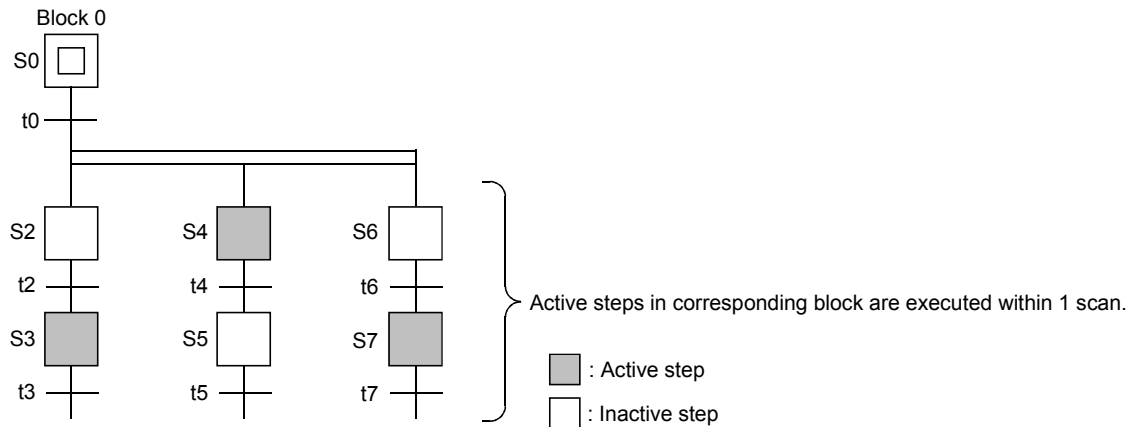 Block 0
S0
t0
S2 S4 S6
t2 t4 t6
Active steps in corresponding block are executed within 1 scan.
S3 S5 S7
: Active step
t3 t5 t7
: Inactive step